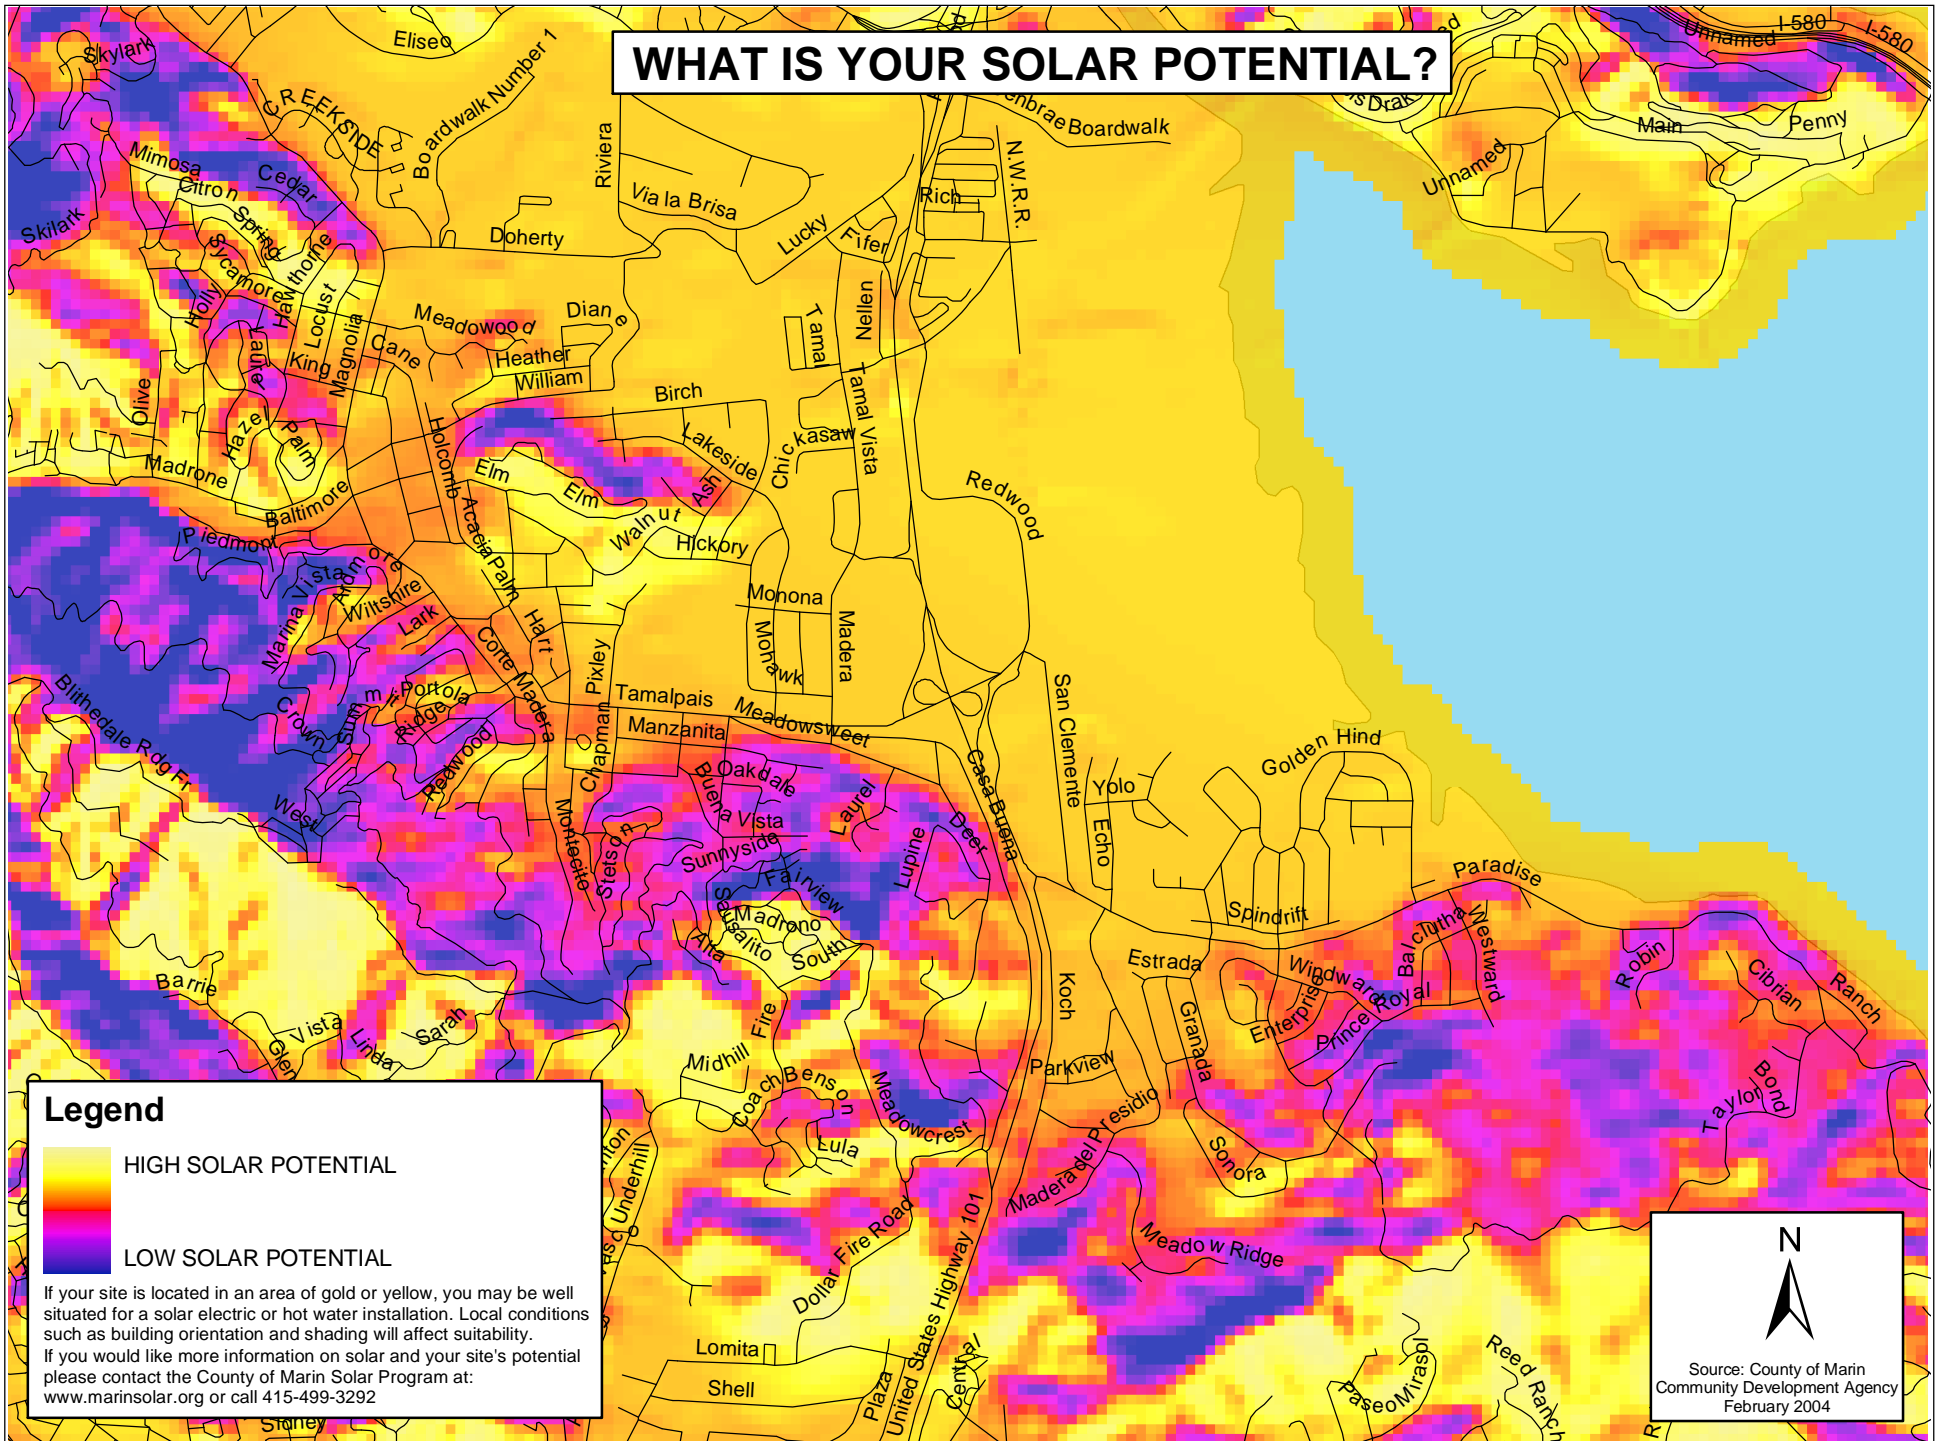 WHAT IS YOUR SOLAR POTENTIAL?
Skylark
Eliseo
Boardwalk Number 1
CREEKSIDE
Riviera
Boardwalk
N.W.R.R.
Unnamed
I-580
I-580
Main
Penny
Unnamed
Mimosa
Citron
Cedar
Spring
Skilark
Sycamore
Hawthorne
Holly
Locust
Laurel
King
Magnolia
Cane
Olive
Hazel
Palm
Madrone
Baltimore
Doherty
Via la Brisa
Lucky
Fifer
Rich
Nellen
Tamal
Tamal Vista
Meadowood
Diane
Heather
William
Birch
Lakeside
Chickasaw
Ash
Holcomb
Elm
Elm
Walnut
Hickory
Acacia
Palm
Redwood
Piedmont
Marina Vista
Ardmore
Wiltshire
Lark
Hart
Corte Madera
Pixley
Monona
Mohawk
Madera
Blithedale Rdg Fr
Crown
Summit
Portola
Ridge
Redwood
West
Tamalpais
Manzanita
Meadowsweet
Chapman
Casa Buena
San Clemente
Yolo
Echo
Golden Hind
Oakdale
Buena Vista
Laurel
Montecito
Stetson
Sunnyside
Fairview
Lupine
Deer
Sausalito
Madrono
South
Alta
Fire
Spindrift
Paradise
Balclutha
Westward
Windward
Enterprise
Prince Royal
Robin
Cibrian
Ranch
Estrada
Granada
Koch
Parkview
Barrie
Vista
Glen
Linda
Sarah
Midhill
Coach
Benson
Meadowcrest
Lula
Madera del Presidio
Sonora
Meadow Ridge
Taylor
Bond
Underhill
Dollar Fire Road
United States Highway 101
Lomita
Shell
Plaza
Central
Paseo Mirasol
Reed Ranch
Sidney
Legend
HIGH SOLAR POTENTIAL
LOW SOLAR POTENTIAL
If your site is located in an area of gold or yellow, you may be well
situated for a solar electric or hot water installation. Local conditions
such as building orientation and shading will affect suitability.
If you would like more information on solar and your site's potential
please contact the County of Marin Solar Program at:
www.marinsolar.org or call 415-499-3292
N
Source: County of Marin
Community Development Agency
February 2004